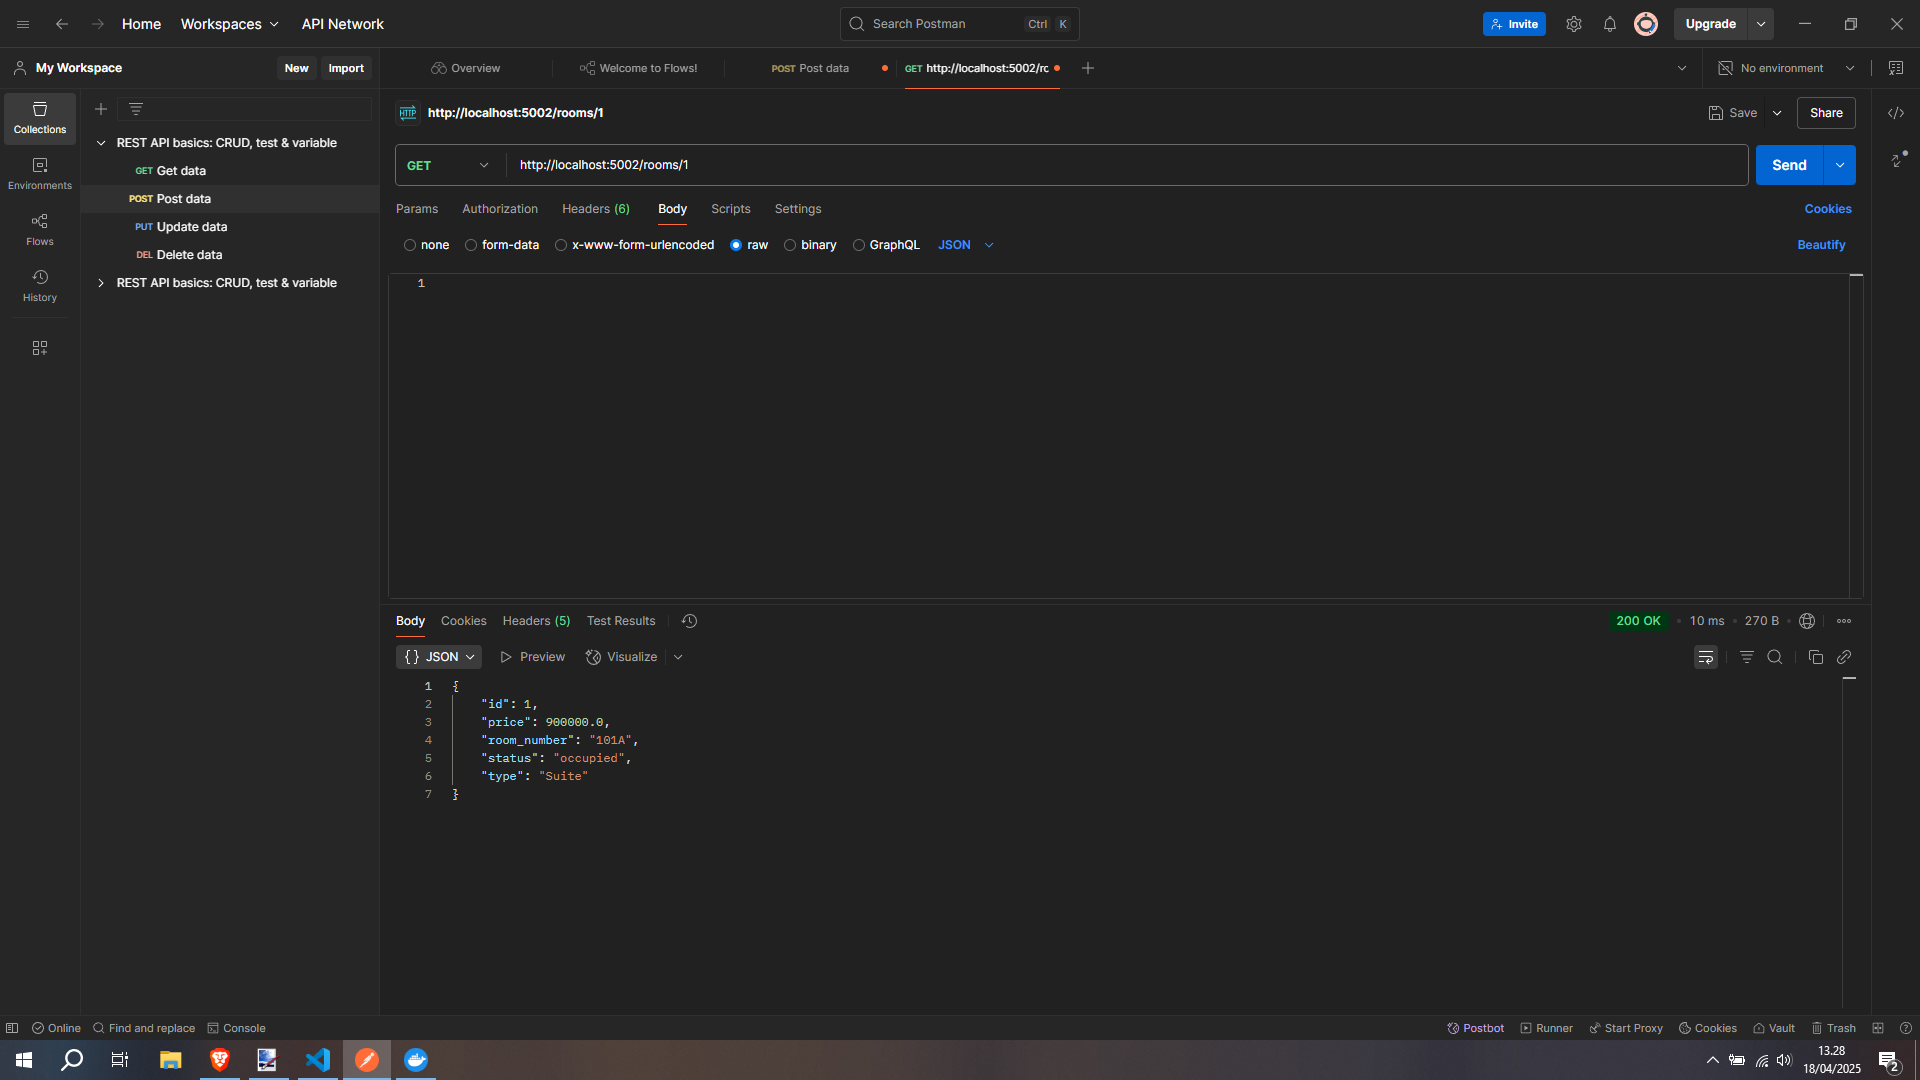 Home
Workspaces
API Network
Search Postman
Ctrl K
Invite
Upgrade
My Workspace
New
Import
Overview
Welcome to Flows!
POST Post data
GET http://localhost:5002/rc
No environment
Collections
Environments
Flows
History
REST API basics: CRUD, test & variable
GET Get data
POST Post data
PUT Update data
DEL Delete data
REST API basics: CRUD, test & variable
HTTP http://localhost:5002/rooms/1
Save
Share
GET
http://localhost:5002/rooms/1
Send
Params
Authorization
Headers (6)
Body
Scripts
Settings
Cookies
none
form-data
x-www-form-urlencoded
raw
binary
GraphQL
JSON
Beautify
1
Body
Cookies
Headers (5)
Test Results
200 OK
10 ms
270 B
{} JSON
Preview
Visualize
1 {
2 "id": 1,
3 "price": 900000.0,
4 "room_number": "101A",
5 "status": "occupied",
6 "type": "Suite"
7 }
Online
Find and replace
Console
Postbot
Runner
Start Proxy
Cookies
Vault
Trash
13.28
18/04/2025
2